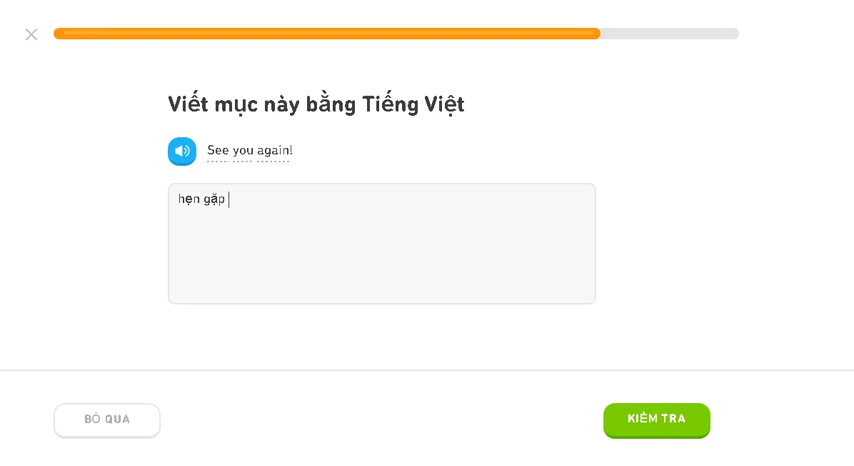 Viết mục này bằng Tiếng Việt
See you again!
hẹn gặp
BỎ QUA
KIỂM TRA